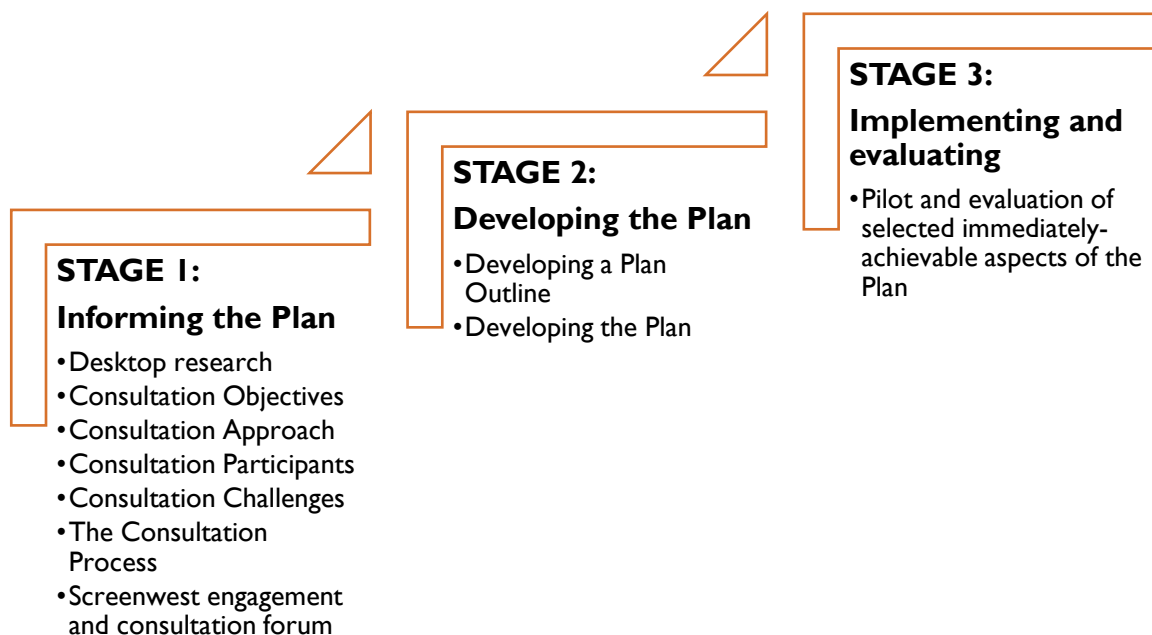 STAGE 1:
Informing the Plan
•Desktop research
•Consultation Objectives
•Consultation Approach
•Consultation Participants
•Consultation Challenges
•The Consultation
Process
•Screenwest engagement
and consultation forum
STAGE 2:
Developing the Plan
•Developing a Plan
Outline
•Developing the Plan
STAGE 3:
Implementing and
evaluating
•Pilot and evaluation of
selected immediately-
achievable aspects of the
Plan